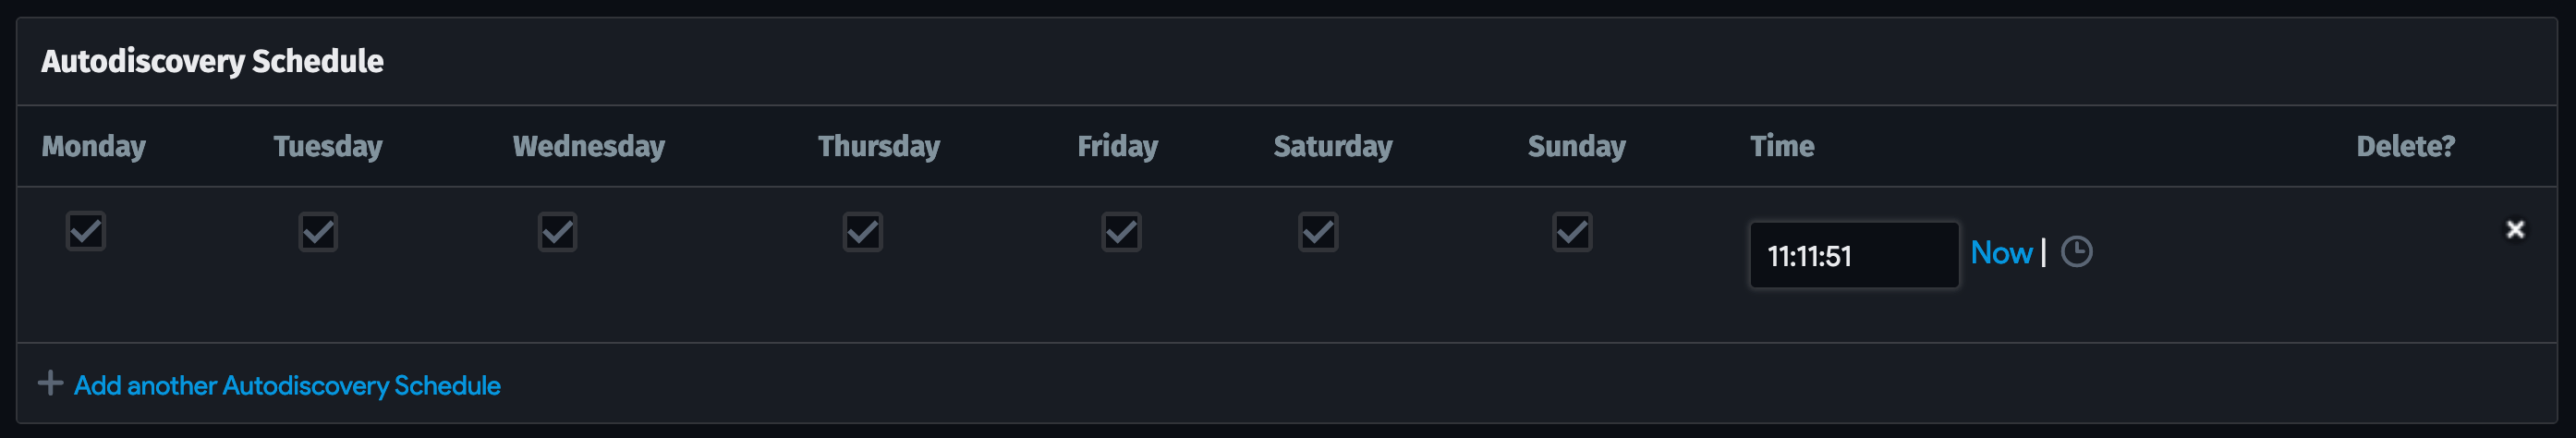 Autodiscovery Schedule
Monday Tuesday Wednesday Thursday Friday Saturday Sunday Time Delete?
11:11:51 Now |
Add another Autodiscovery Schedule